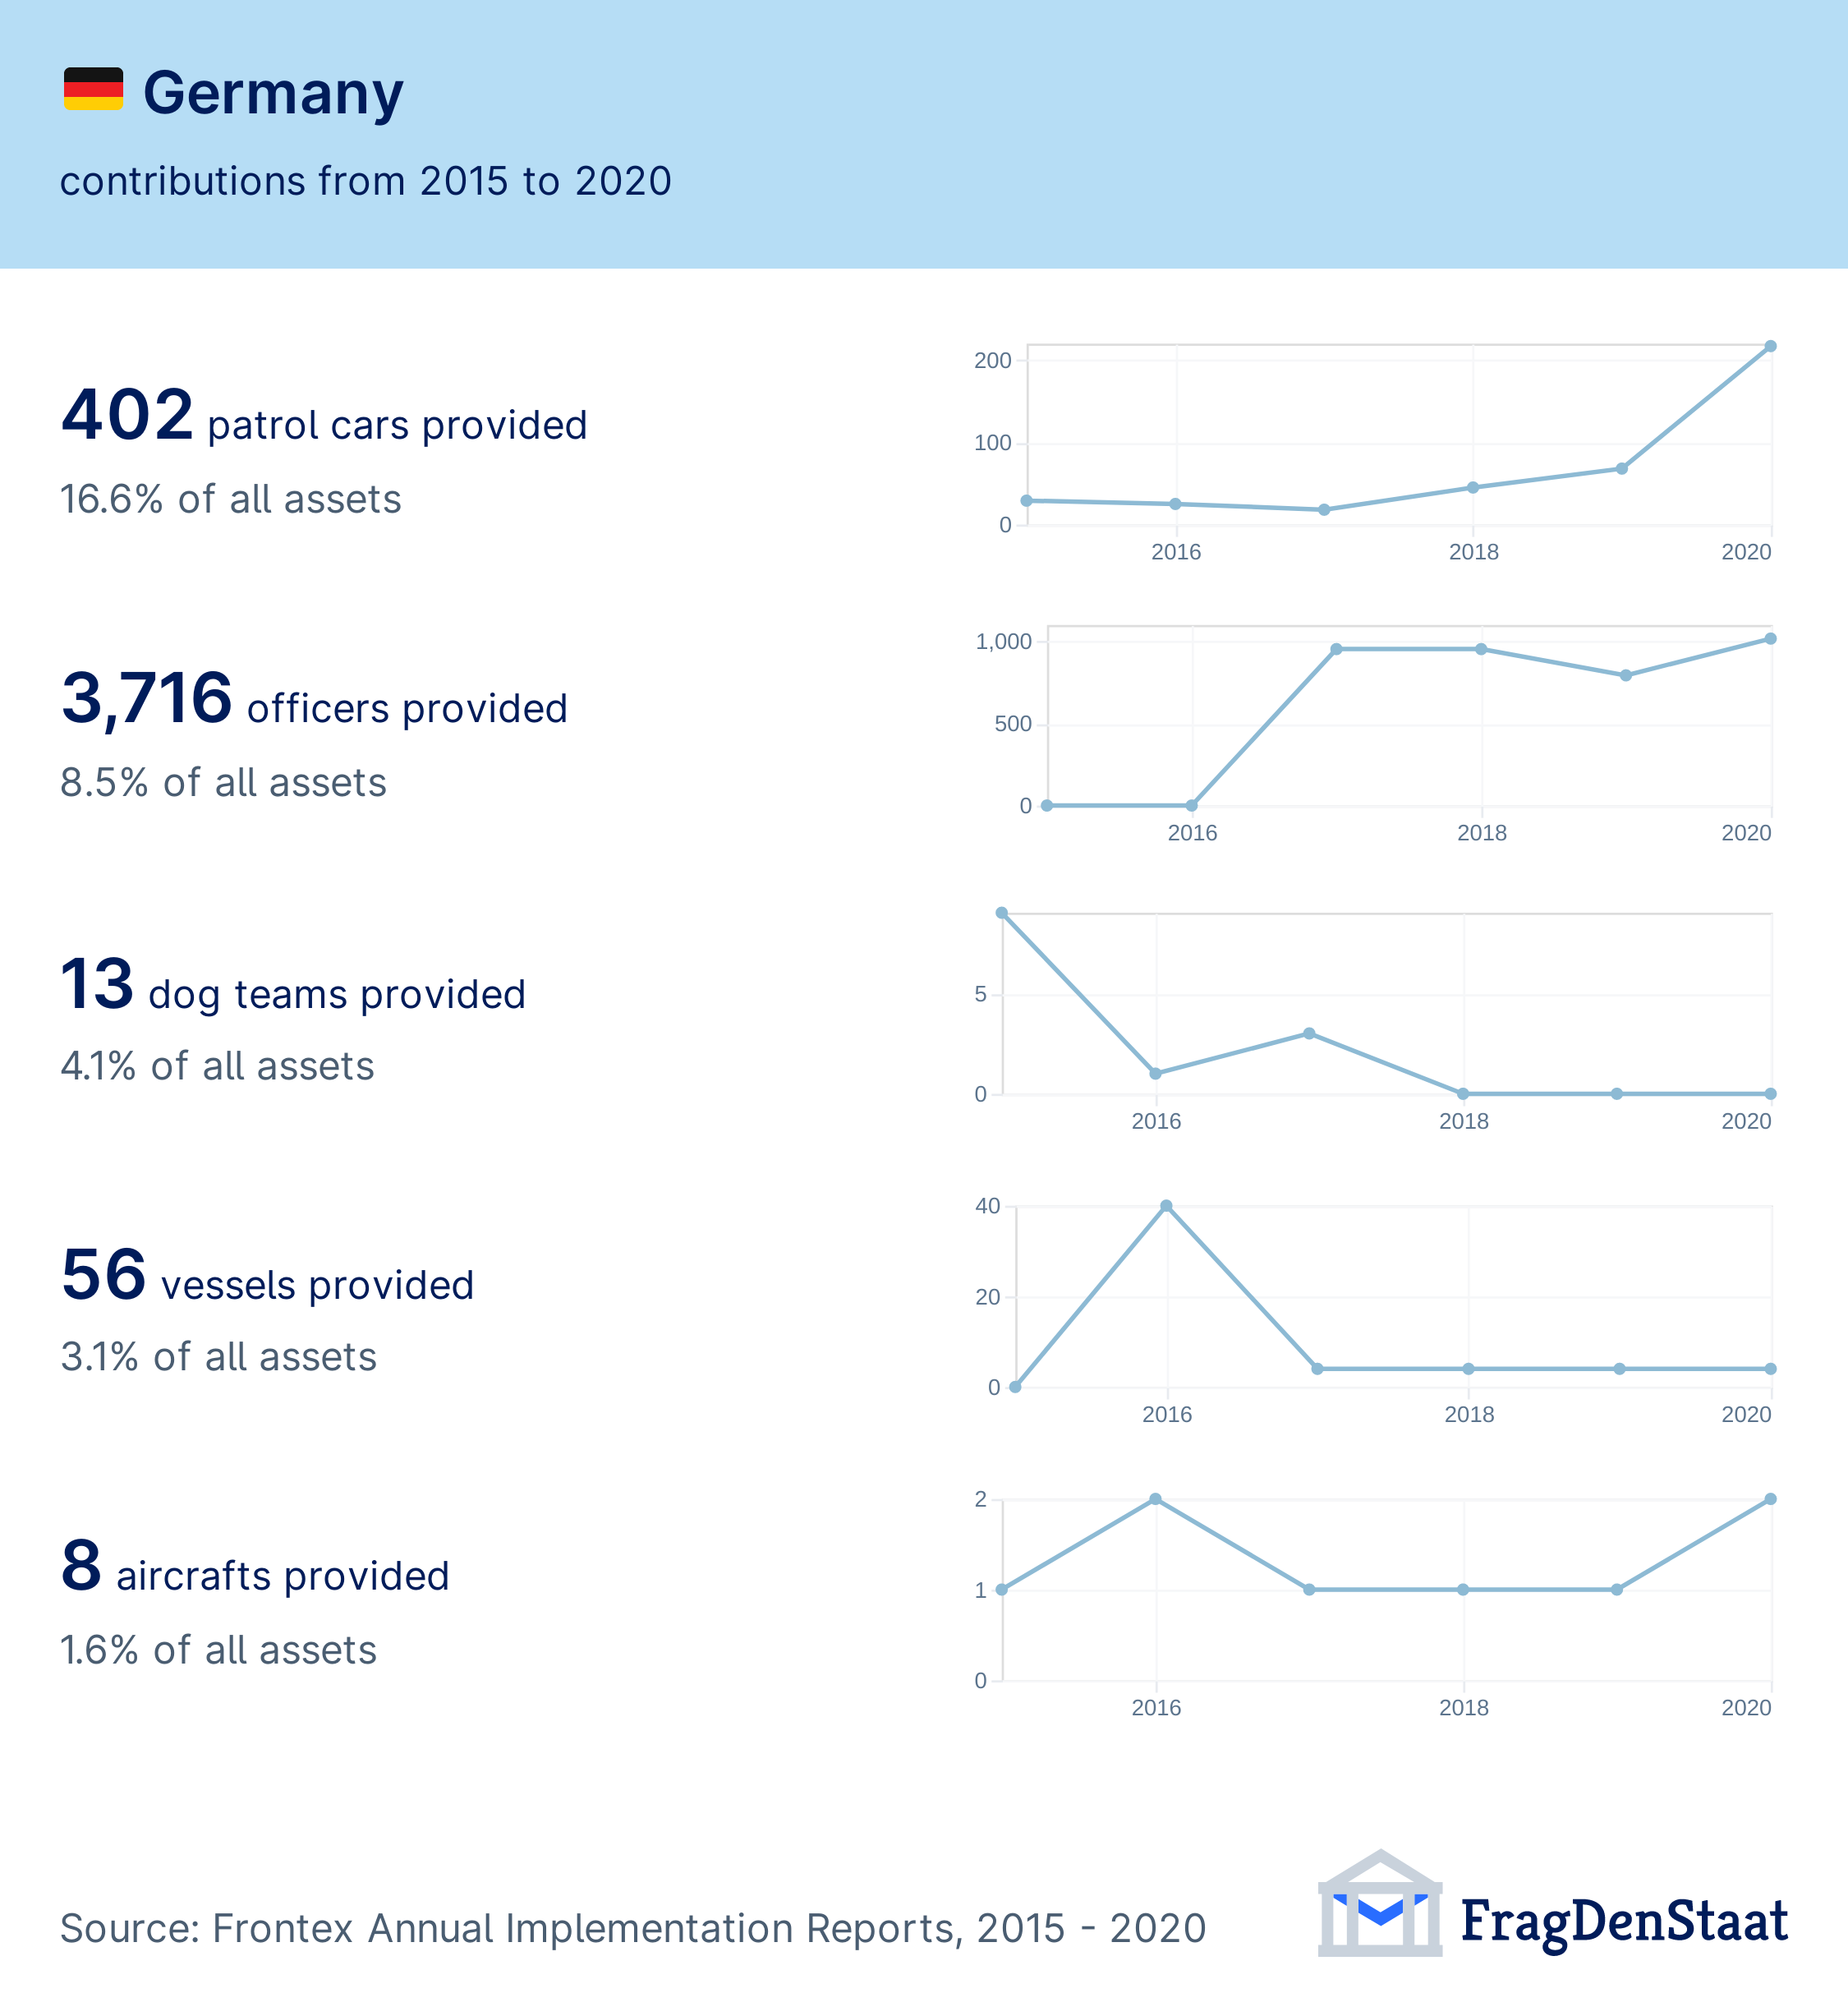 Germany
contributions from 2015 to 2020
402 patrol cars provided
16.6% of all assets
200
100
0
2016 2018 2020
3,716 officers provided
8.5% of all assets
1,000
500
0
2016 2018 2020
13 dog teams provided
4.1% of all assets
5
0
2016 2018 2020
56 vessels provided
3.1% of all assets
40
20
0
2016 2018 2020
8 aircrafts provided
1.6% of all assets
2
1
0
2016 2018 2020
Source: Frontex Annual Implementation Reports, 2015 - 2020
FragDenStaat